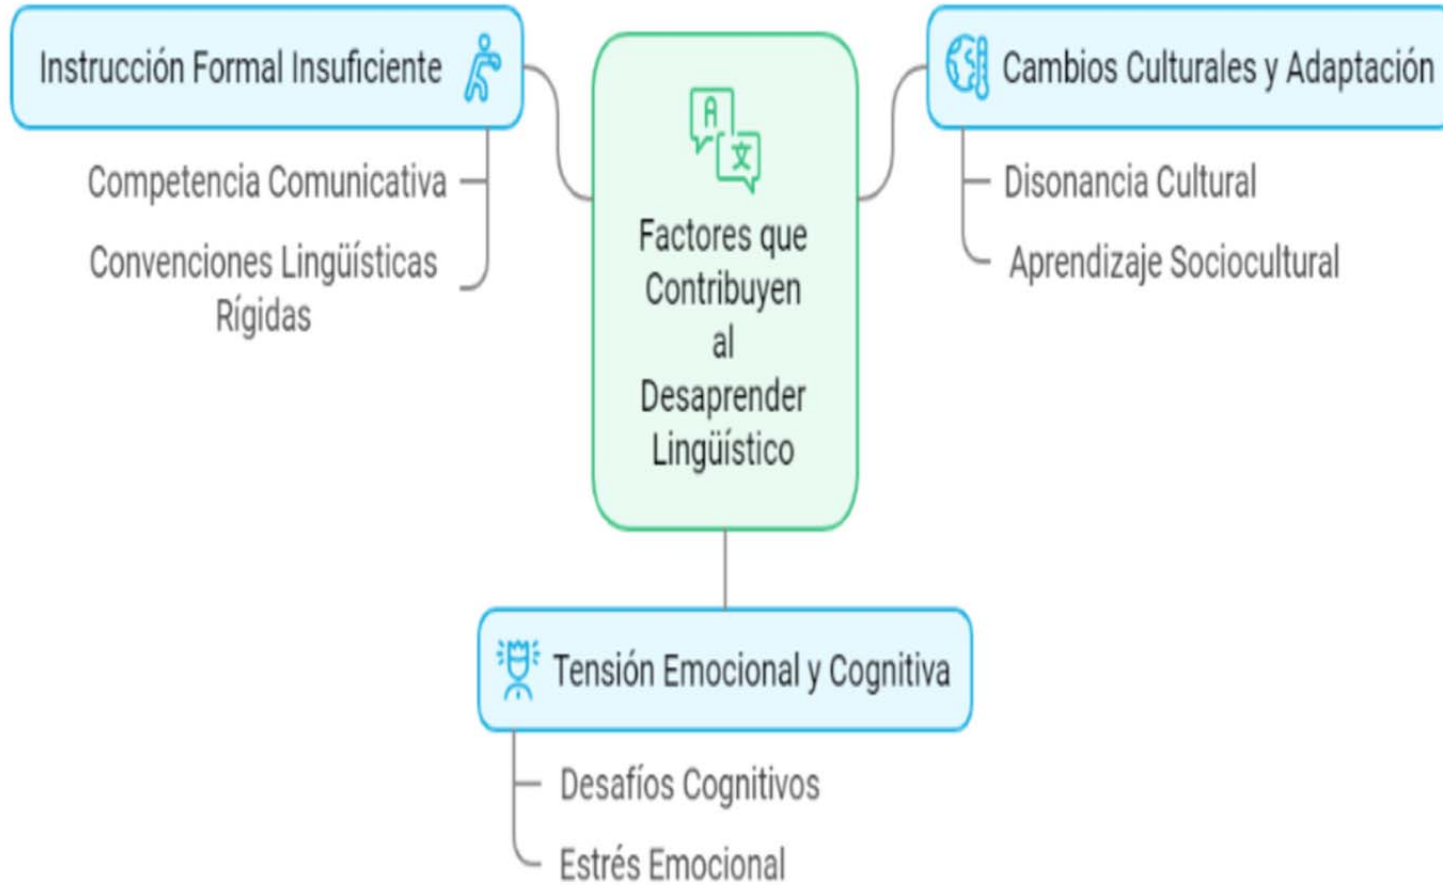 Instrucción Formal Insuficiente
Competencia Comunicativa
Convenciones Lingüísticas
Rígidas
A
文
Factores que
Contribuyen
al
Desaprender
Lingüístico
Cambios Culturales y Adaptación
Disonancia Cultural
Aprendizaje Sociocultural
Tensión Emocional y Cognitiva
Desafíos Cognitivos
Estrés Emocional